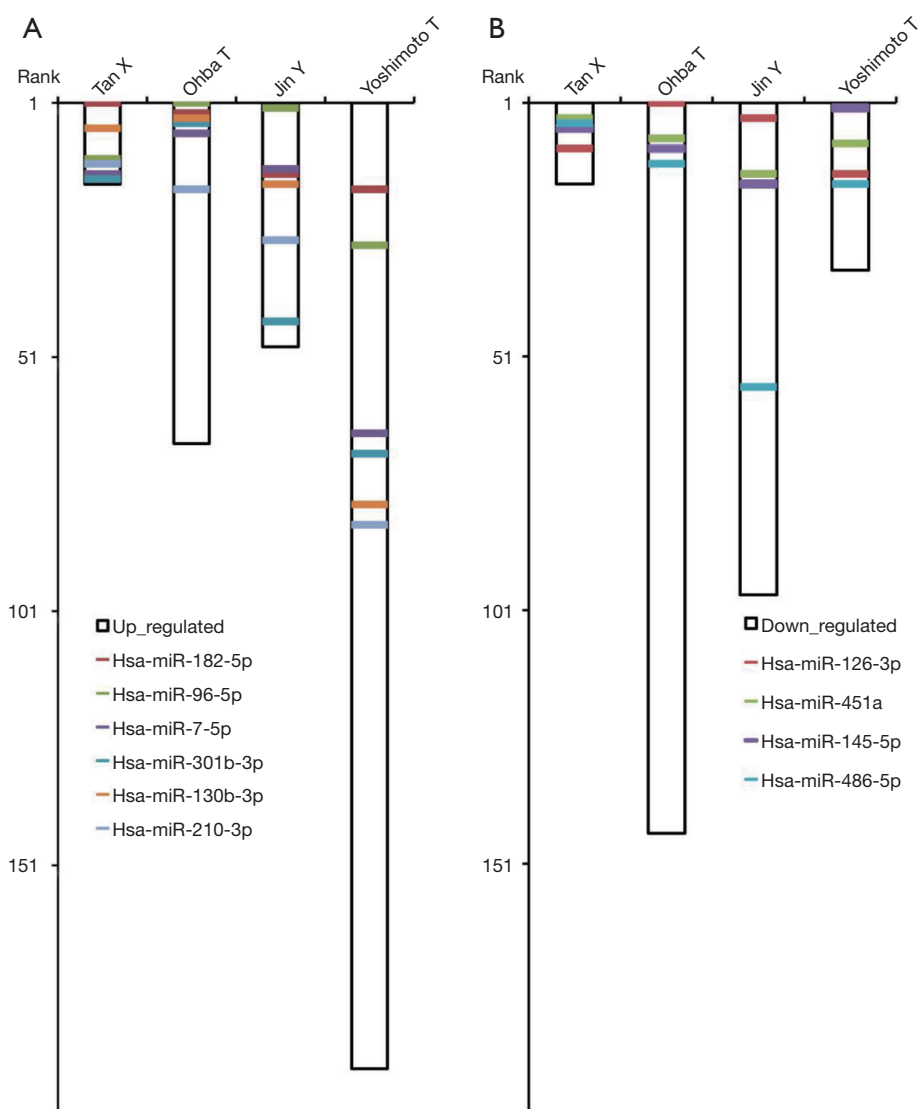 A
Rank
Tan X
Ohba T
Jin Y
Yoshimoto T
1
51
101
151
Up_regulated
Hsa-miR-182-5p
Hsa-miR-96-5p
Hsa-miR-7-5p
Hsa-miR-301b-3p
Hsa-miR-130b-3p
Hsa-miR-210-3p
B
Rank
Tan X
Ohba T
Jin Y
Yoshimoto T
1
51
101
151
Down_regulated
Hsa-miR-126-3p
Hsa-miR-451a
Hsa-miR-145-5p
Hsa-miR-486-5p